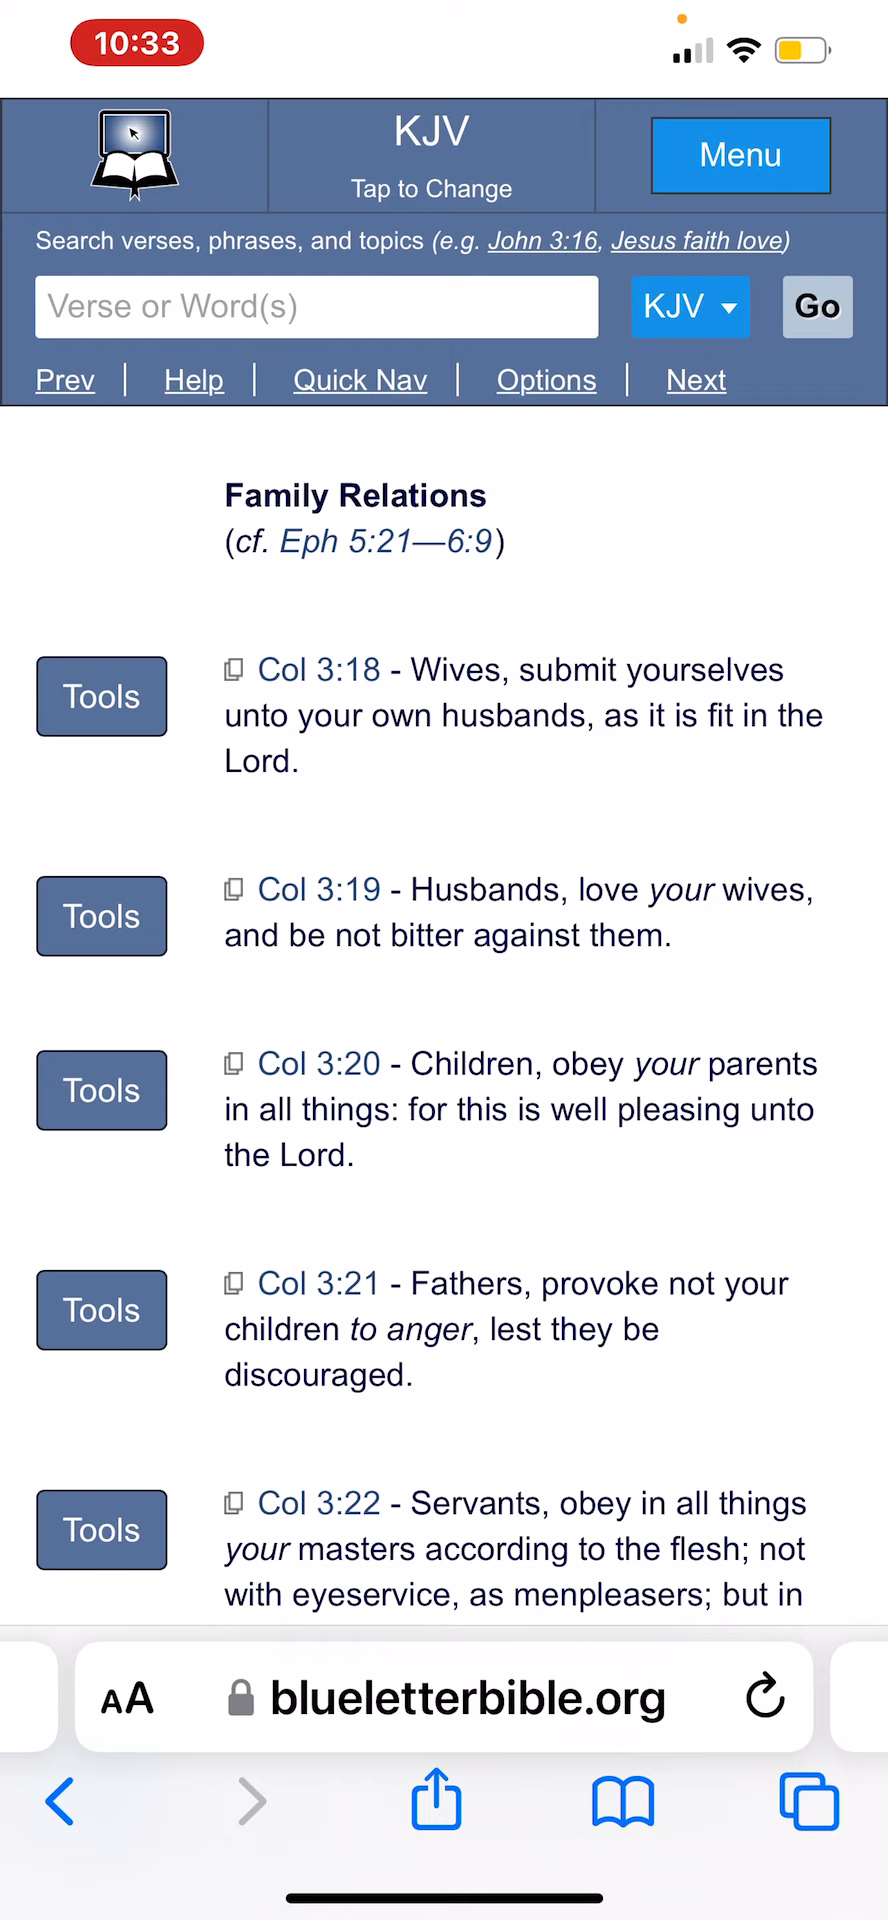 10:33
KJV
Tap to Change
Menu
Search verses, phrases, and topics (e.g. John 3:16, Jesus faith love)
Verse or Word(s)
KJV
Go
Prev | Help | Quick Nav | Options | Next
Family Relations
(cf. Eph 5:21—6:9)
Tools
Col 3:18 - Wives, submit yourselves
unto your own husbands, as it is fit in the
Lord.
Tools
Col 3:19 - Husbands, love your wives,
and be not bitter against them.
Tools
Col 3:20 - Children, obey your parents
in all things: for this is well pleasing unto
the Lord.
Tools
Col 3:21 - Fathers, provoke not your
children to anger, lest they be
discouraged.
Tools
Col 3:22 - Servants, obey in all things
your masters according to the flesh; not
with eyeservice, as menpleasers; but in
AA
blueletterbible.org